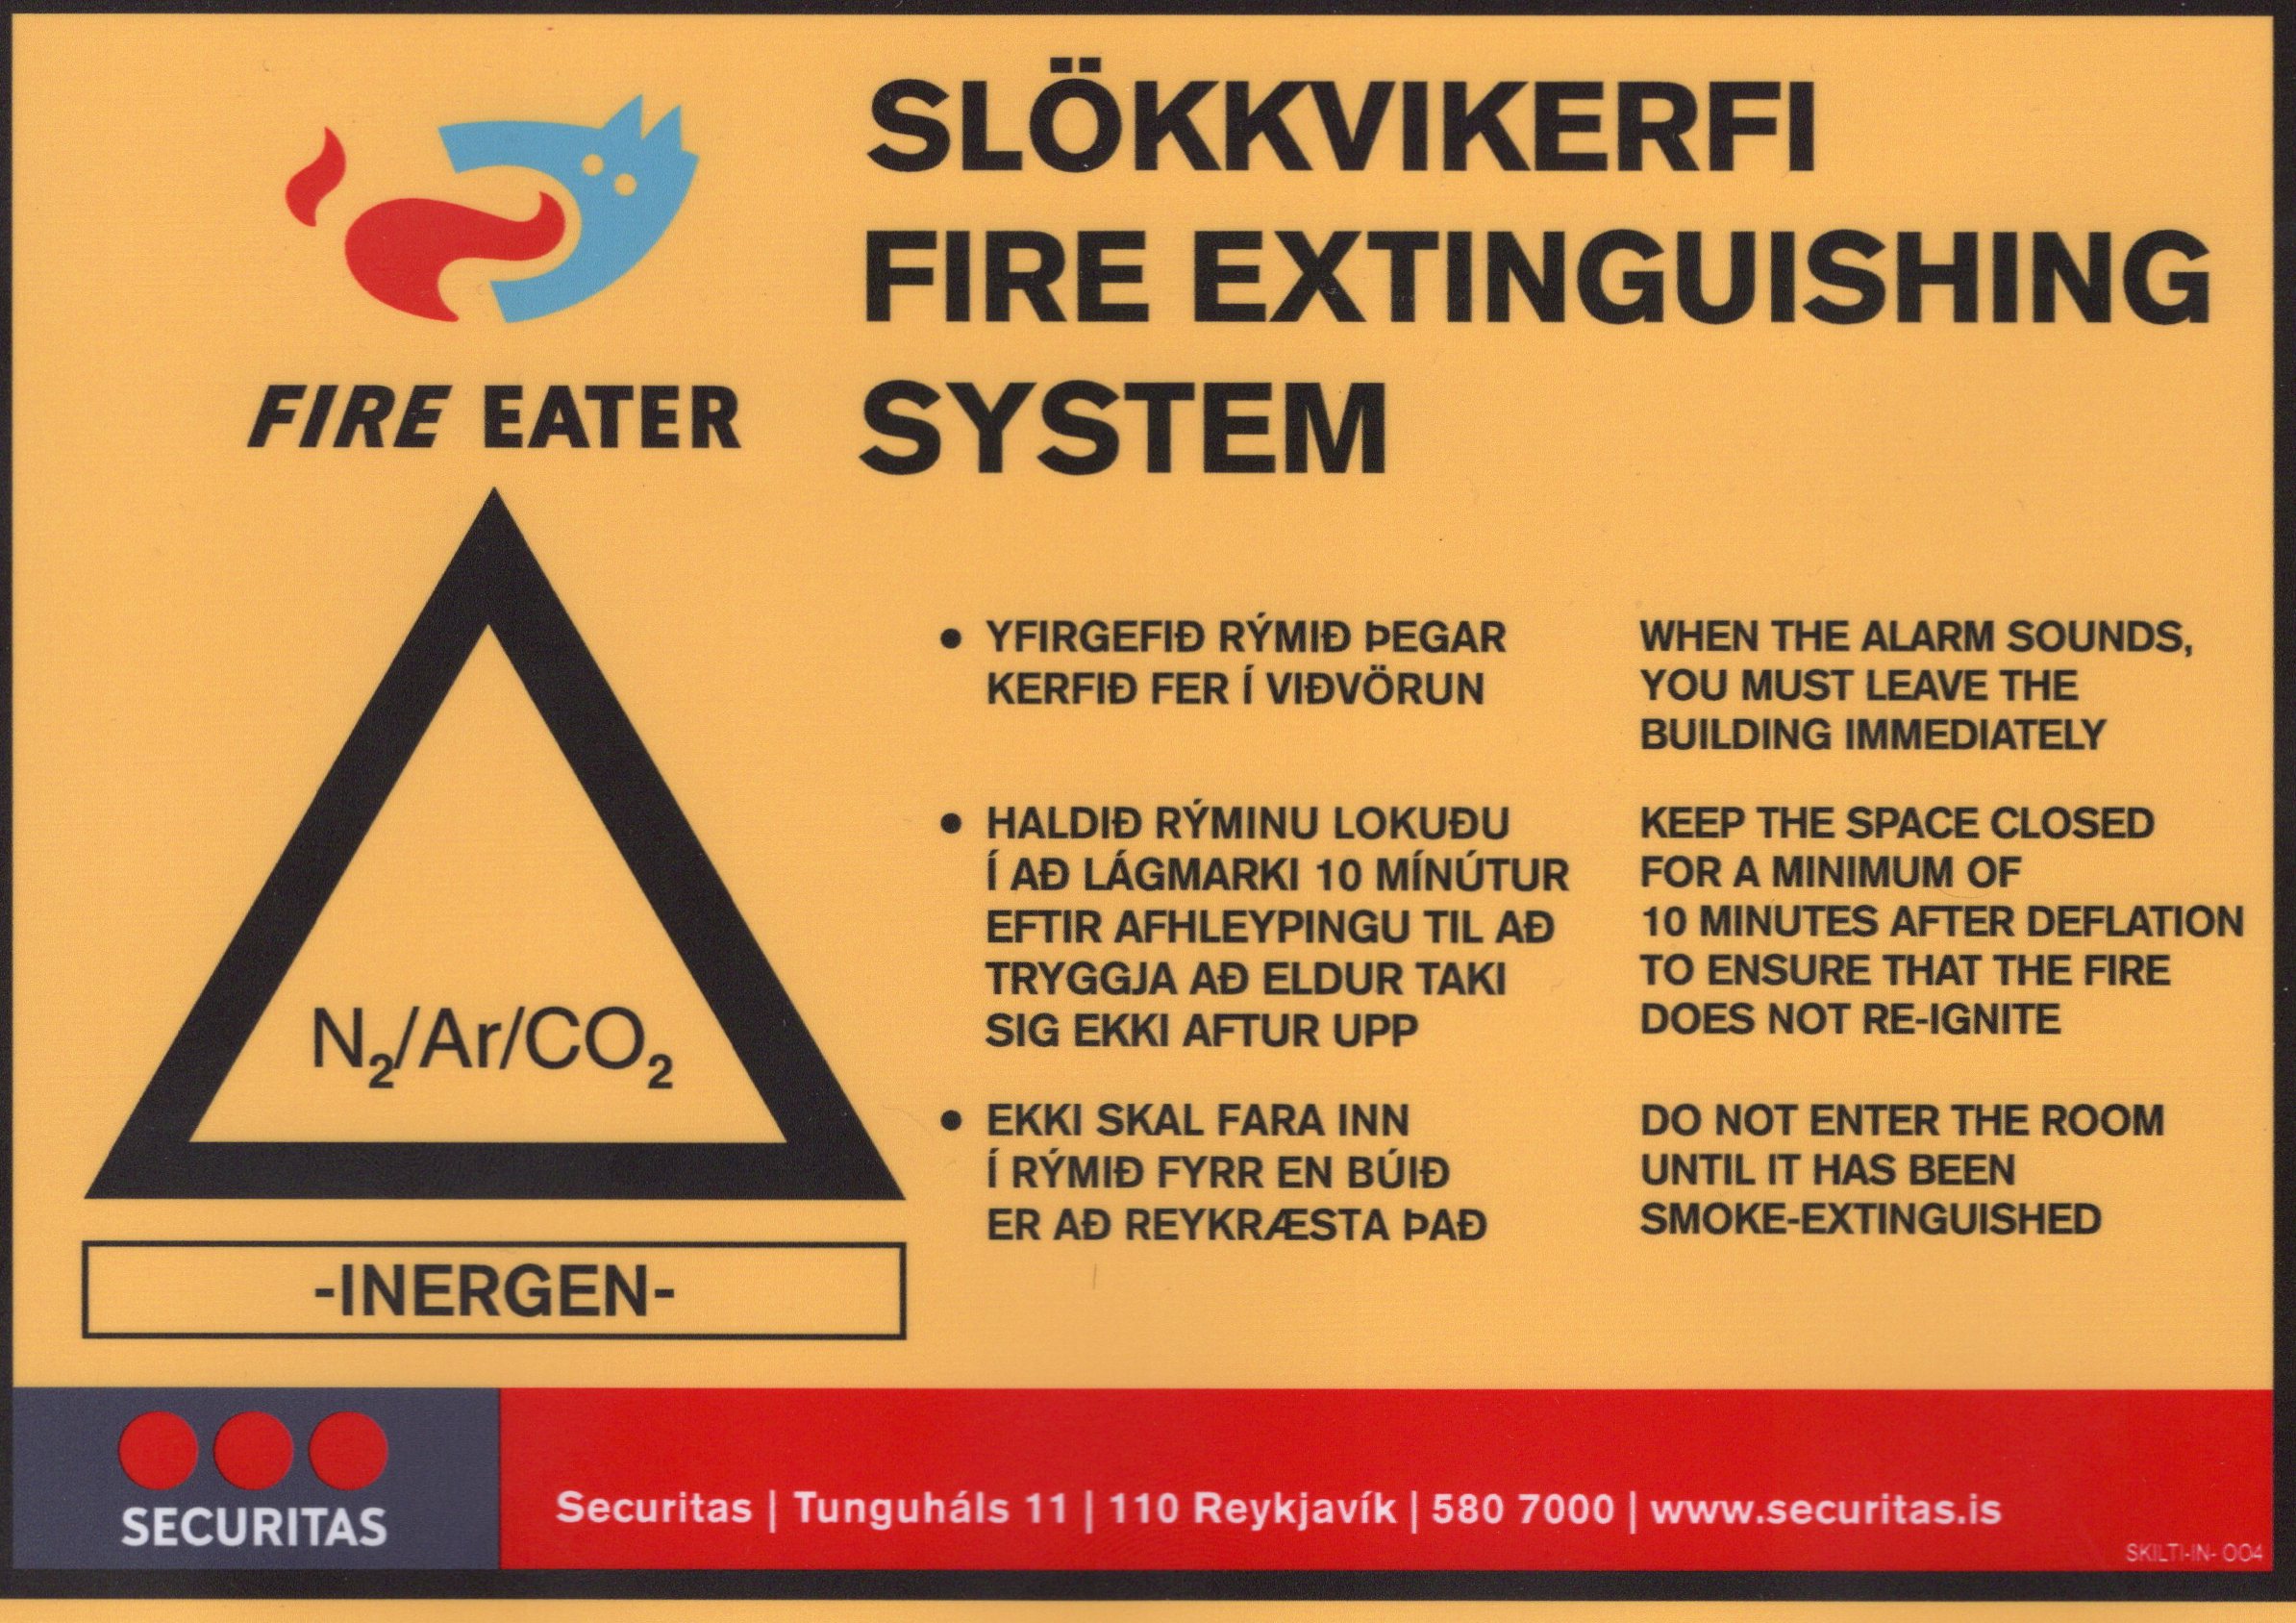 FIRE EATER
SLÖKKVIKERFI
FIRE EXTINGUISHING
SYSTEM
N₂/Ar/CO₂
-INERGEN-
• YFIRGEFIÐ RÝMIÐ ÞEGAR
KERFIÐ FER Í VIÐVÖRUN
WHEN THE ALARM SOUNDS,
YOU MUST LEAVE THE
BUILDING IMMEDIATELY
• HALDIÐ RÝMINU LOKUÐU
Í AÐ LÁGMARKI 10 MÍNÚTUR
EFTIR AFHLEYPINGU TIL AÐ
TRYGGJA AÐ ELDUR TAKI
SIG EKKI AFTUR UPP
KEEP THE SPACE CLOSED
FOR A MINIMUM OF
10 MINUTES AFTER DEFLATION
TO ENSURE THAT THE FIRE
DOES NOT RE-IGNITE
• EKKI SKAL FARA INN
Í RÝMIÐ FYRR EN BÚIÐ
ER AÐ REYKRÆSTA ÞAÐ
DO NOT ENTER THE ROOM
UNTIL IT HAS BEEN
SMOKE-EXTINGUISHED
SECURITAS
Securitas | Tunguháls 11 | 110 Reykjavík | 580 7000 | www.securitas.is
SKILTI-IN- 004